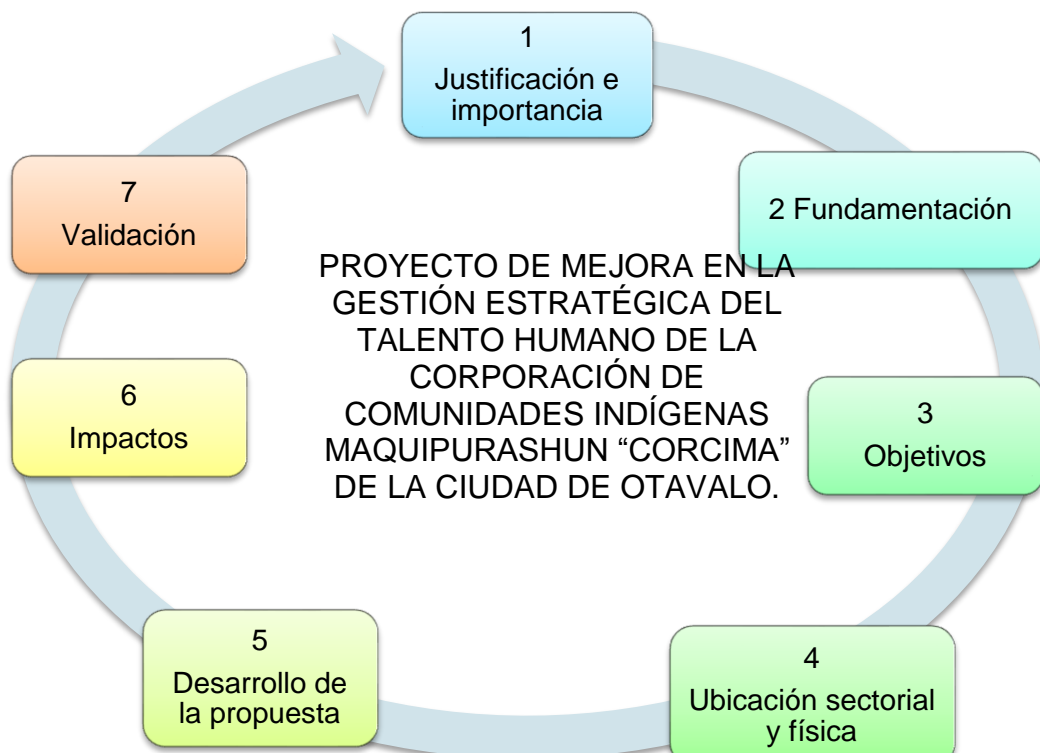 1
Justificación e
importancia
2 Fundamentación
3
Objetivos
4
Ubicación sectorial
y física
5
Desarrollo de
la propuesta
6
Impactos
7
Validación
PROYECTO DE MEJORA EN LA
GESTIÓN ESTRATÉGICA DEL
TALENTO HUMANO DE LA
CORPORACIÓN DE
COMUNIDADES INDÍGENAS
MAQUIPURASHUN “CORCIMA”
DE LA CIUDAD DE OTAVALO.